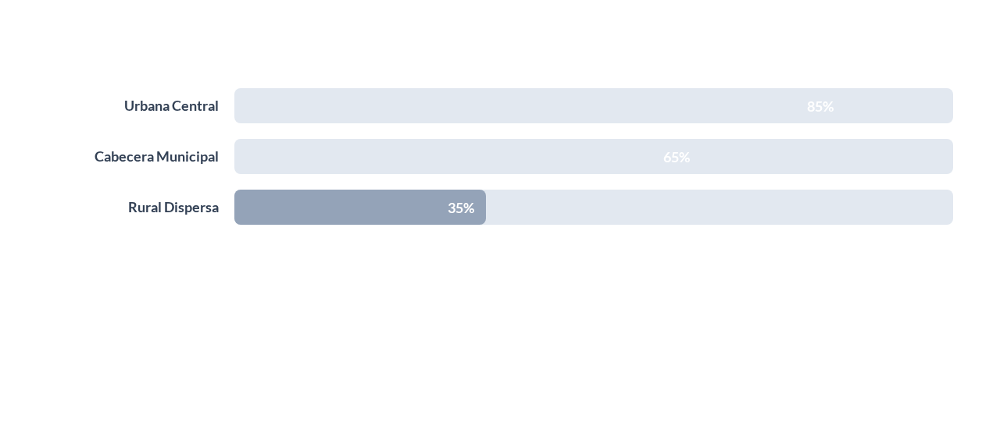 Urbana Central 85%
Cabecera Municipal 65%
Rural Dispersa 35%